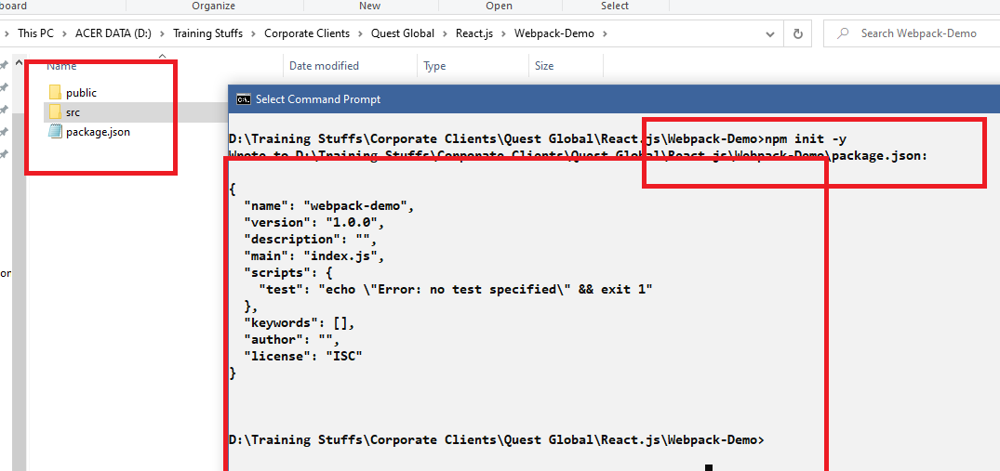 board
Organize
New
Open
Select
This PC > ACER DATA (D:) > Training Stuffs > Corporate Clients > Quest Global > React.js > Webpack-Demo >
Search Webpack-Demo
Name
Date modified
Type
Size
public
src
package.json
or
C:\.
Select Command Prompt
D:\Training Stuffs\Corporate Clients\Quest Global\React.js\Webpack-Demo>npm init -y
Wrote to D:\Training Stuffs\Corporate Clients\Quest Global\React.js\Webpack-Demo\package.json:
{
"name": "webpack-demo",
"version": "1.0.0",
"description": "",
"main": "index.js",
"scripts": {
"test": "echo \"Error: no test specified\" && exit 1"
},
"keywords": [],
"author": "",
"license": "ISC"
}
D:\Training Stuffs\Corporate Clients\Quest Global\React.js\Webpack-Demo>